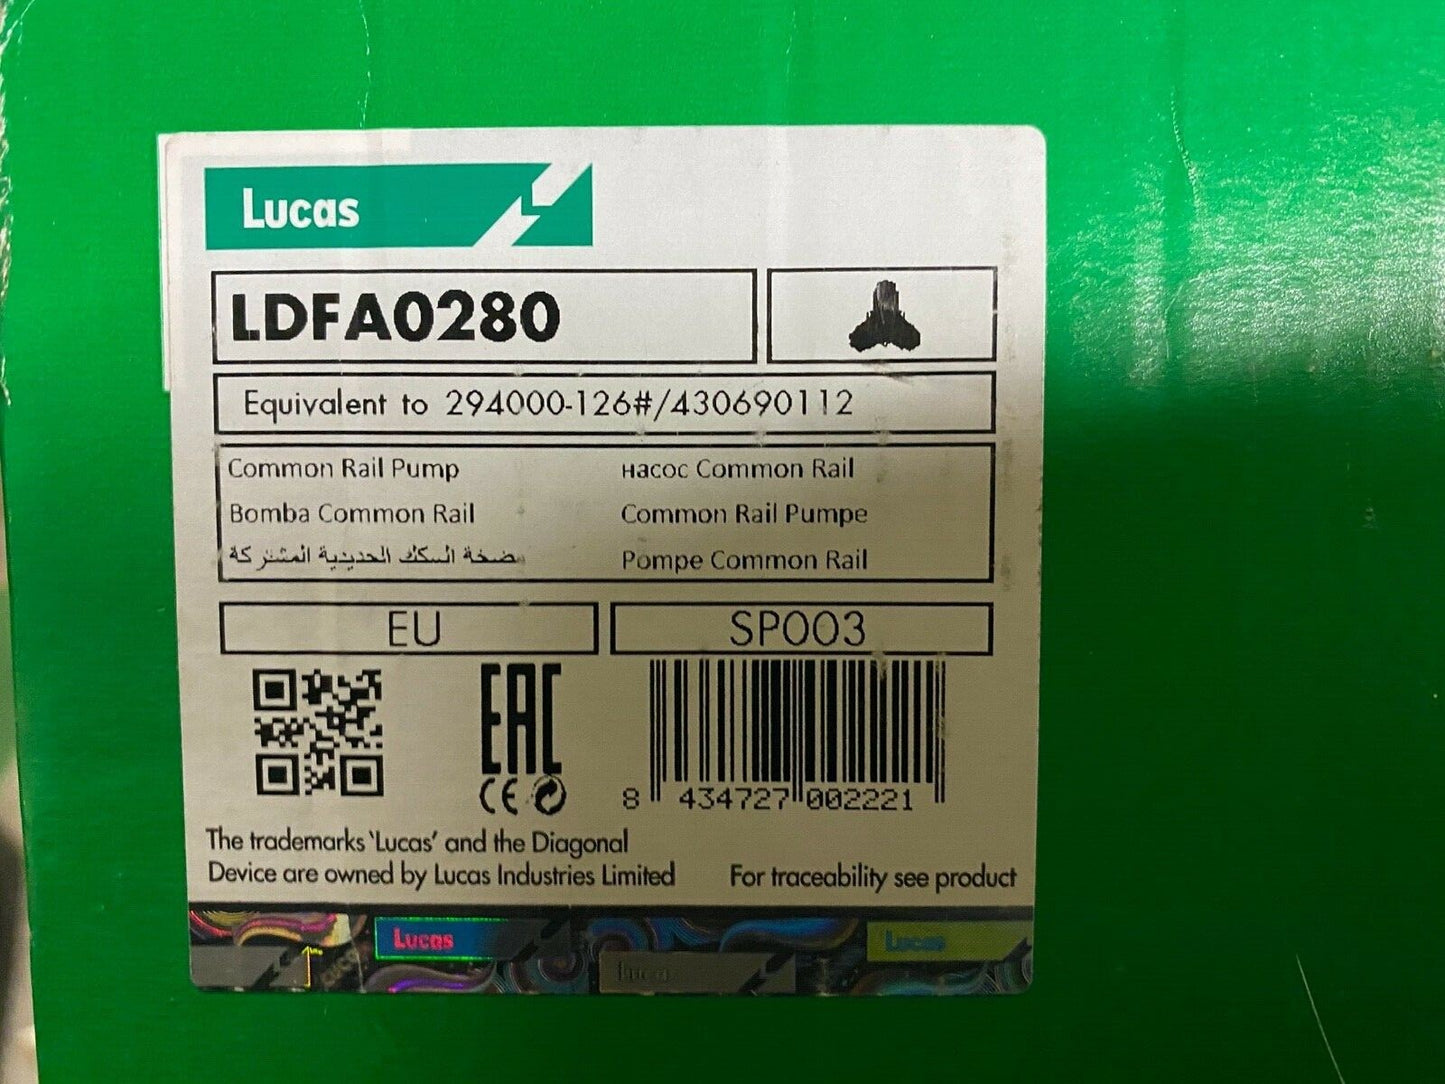 Lucas
LDFA0280
Equivalent to 294000-126#/430690112
Common Rail Pump
насос Common Rail
Bomba Common Rail
Common Rail Pumpe
مضخة السكك الحديدية المشتركة
Pompe Common Rail
EU
SP003
EAC
CE
8 434727 002221
The trademarks 'Lucas' and the Diagonal
Device are owned by Lucas Industries Limited
For traceability see product
Lucas
Lucas
Lucas